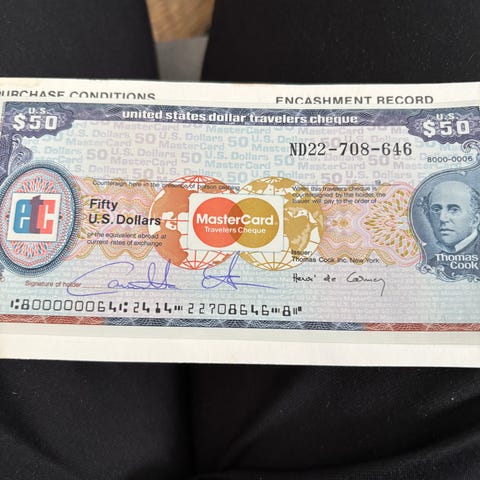 PURCHASE CONDITIONS
ENCASHMENT RECORD
U.S.
$50
united states dollar travelers cheque
U.S.
$50
ND22-708-646
8000-0006
Countersign here in the presence of person cashing
When this travelers cheque is
countersigned by the holder, the
Issuer will pay to the order of
etc
Fifty
U.S. Dollars
or the equivalent abroad at
current rates of exchange
MasterCard
Travelers Cheque
Issuer:
Thomas Cook Inc. New York
Thomas
Cook
Signature of holder
⑆800000064⑆2414⑈22708646⑈8⑈